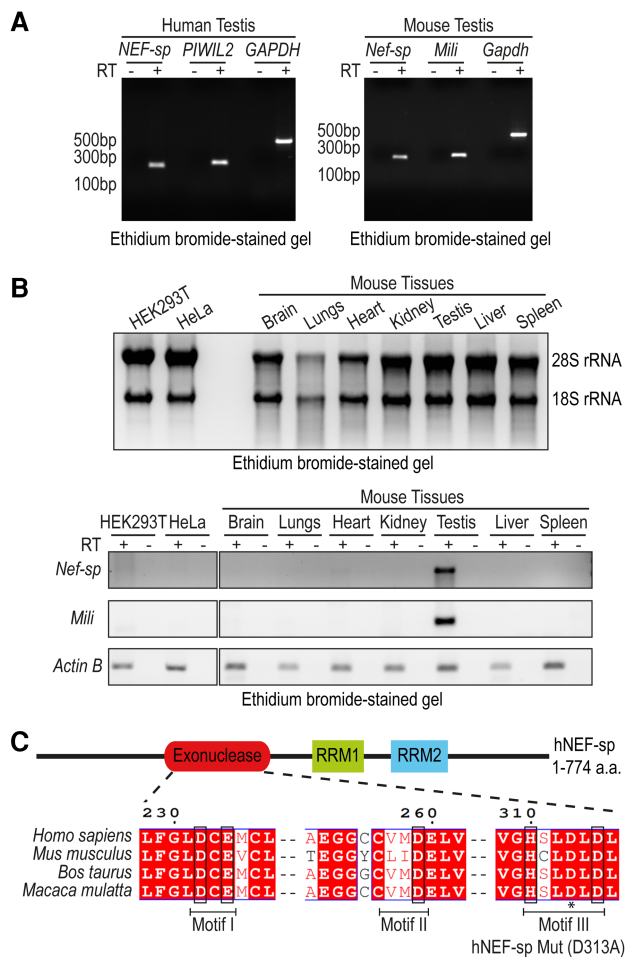 A
Human Testis
NEF-sp PIWIL2 GAPDH
RT - + - + - +
500bp
300bp
100bp
Ethidium bromide-stained gel
Mouse Testis
Nef-sp Mili Gapdh
RT - + - + - +
500bp
300bp
100bp
Ethidium bromide-stained gel
B
Mouse Tissues
HEK293T HeLa Brain Lungs Heart Kidney Testis Liver Spleen
28S rRNA
18S rRNA
Ethidium bromide-stained gel
Mouse Tissues
HEK293T HeLa Brain Lungs Heart Kidney Testis Liver Spleen
RT + - + - + - + - + - + - + - + - + -
Nef-sp
Mili
Actin B
Ethidium bromide-stained gel
C
Exonuclease RRM1 RRM2 hNEF-sp
1-774 a.a.
230 260 310
Homo sapiens LFGLDCEMCL -- AEGGCCVMDELV -- VGHSLDLDL
Mus musculus LFGLDCEVCL -- TEGGYCLIDELV -- VGHCLDLDL
Bos taurus LFGLDCEVCL -- AEGGGCVMDELV -- VGHSLDLDL
Macaca mulatta LFGLDCEMCL -- AEGGCCVMDELV -- VGHSLDLDL
*
Motif I Motif II Motif III
hNEF-sp Mut (D313A)